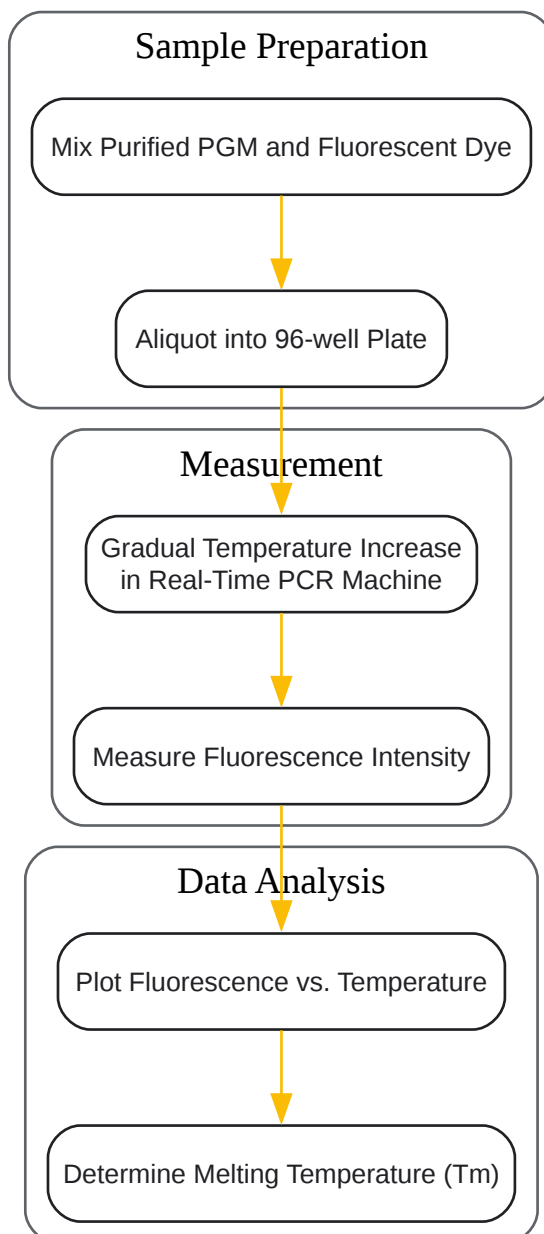 Sample Preparation
Mix Purified PGM and Fluorescent Dye
Aliquot into 96-well Plate
Measurement
Gradual Temperature Increase
in Real-Time PCR Machine
Measure Fluorescence Intensity
Data Analysis
Plot Fluorescence vs. Temperature
Determine Melting Temperature (Tm)